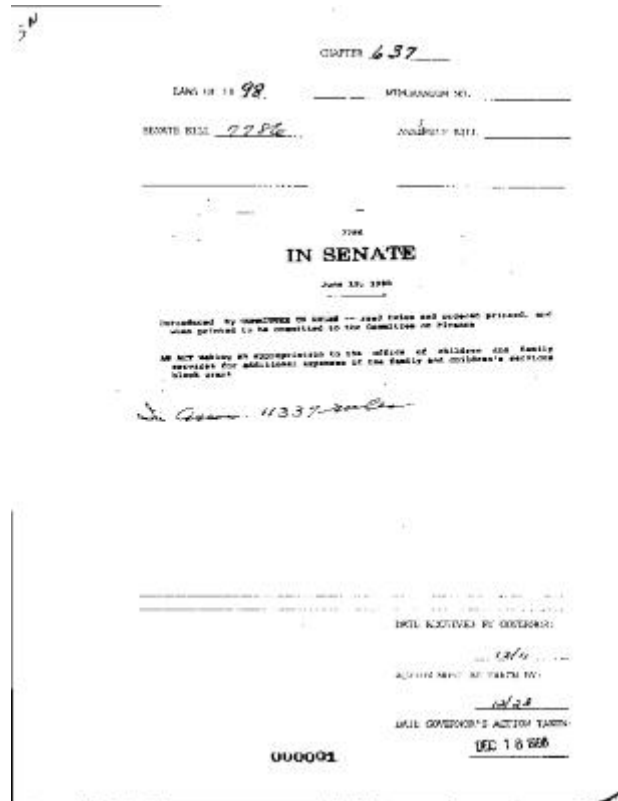 CHAPTER 637
LAWS OF 19 98 MEMORANDUM NO.
SENATE BILL 7786 ASSEMBLY BILL
7786
IN SENATE
June 19, 1998
Introduced by COMMITTEE ON RULES -- read twice and ordered printed, and
when printed to be committed to the Committee on Finance
AN ACT making an appropriation to the office of children and family
services for additional expenses of the family and children's services
block grant
11337
DATE RECEIVED BY GOVERNOR:
ACTION MUST BE TAKEN BY:
12/28
DATE GOVERNOR'S ACTION TAKEN:
DEC 18 1998
000001